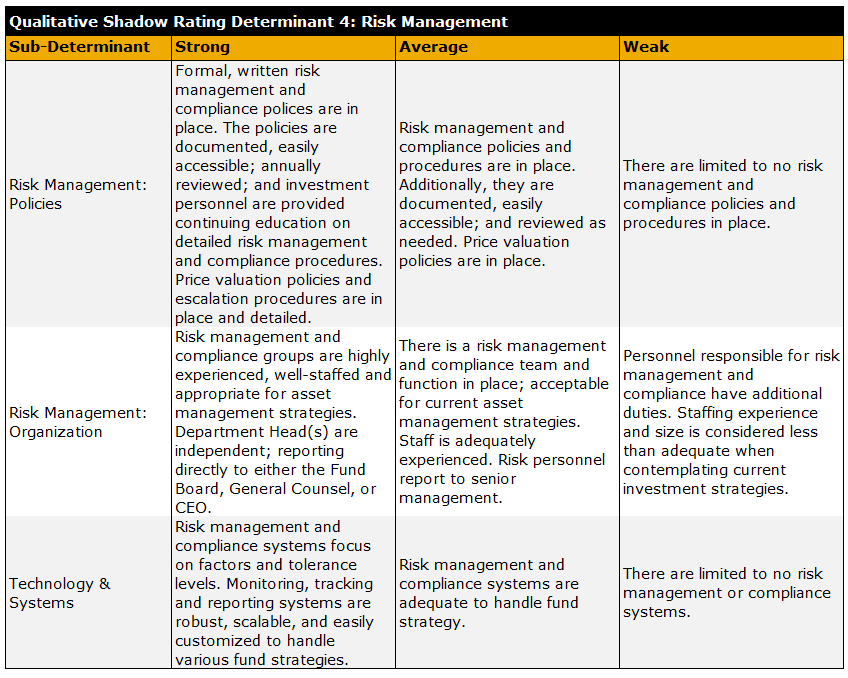 Qualitative Shadow Rating Determinant 4: Risk Management
Sub-Determinant
Strong
Average
Weak
Risk Management:
Policies
Formal, written risk
management and
compliance polices are in
place. The policies are
documented, easily
accessible; annually
reviewed; and investment
personnel are provided
continuing education on
detailed risk management
and compliance procedures.
Price valuation policies and
escalation procedures are in
place and detailed.
Risk management and
compliance policies and
procedures are in place.
Additionally, they are
documented, easily
accessible; and reviewed as
needed. Price valuation
policies are in place.
There are limited to no risk
management and
compliance policies and
procedures in place.
Risk Management:
Organization
Risk management and
compliance groups are highly
experienced, well-staffed and
appropriate for asset
management strategies.
Department Head(s) are
independent; reporting
directly to either the Fund
Board, General Counsel, or
CEO.
There is a risk management
and compliance team and
function in place; acceptable
for current asset
management strategies.
Staff is adequately
experienced. Risk personnel
report to senior
management.
Personnel responsible for risk
management and
compliance have additional
duties. Staffing experience
and size is considered less
than adequate when
contemplating current
investment strategies.
Technology &
Systems
Risk management and
compliance systems focus
on factors and tolerance
levels. Monitoring, tracking
and reporting systems are
robust, scalable, and easily
customized to handle
various fund strategies.
Risk management and
compliance systems are
adequate to handle fund
strategy.
There are limited to no risk
management or compliance
systems.